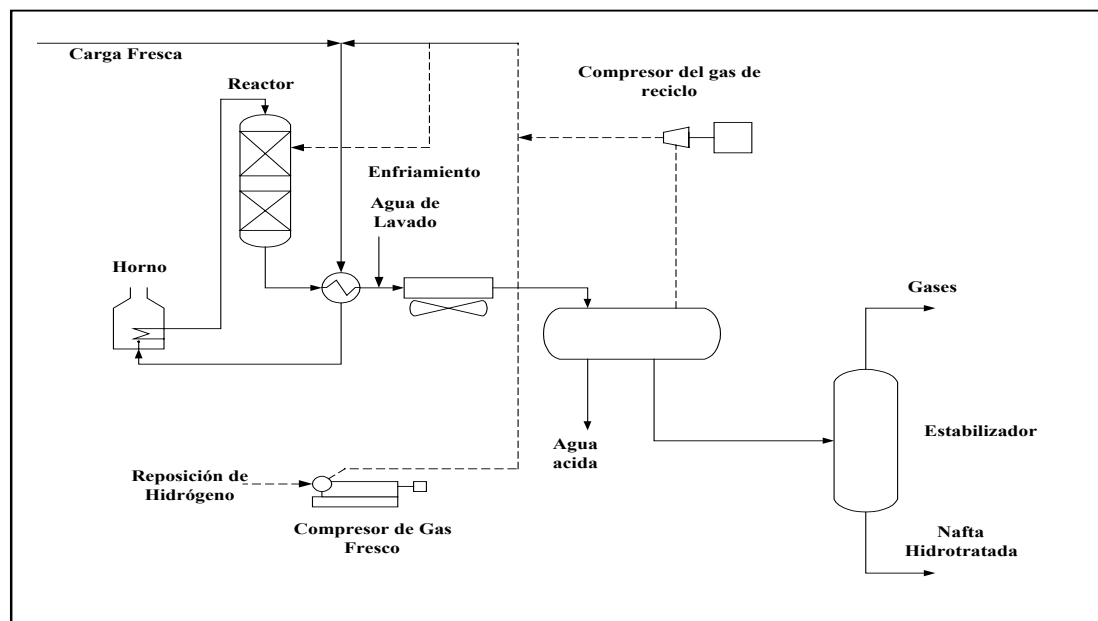 Carga Fresca
Reactor
Compresor del gas de
reciclo
Enfriamiento
Agua de
Lavado
Horno
Gases
Estabilizador
Agua
acida
Reposición de
Hidrógeno
Compresor de Gas
Fresco
Nafta
Hidrotratada